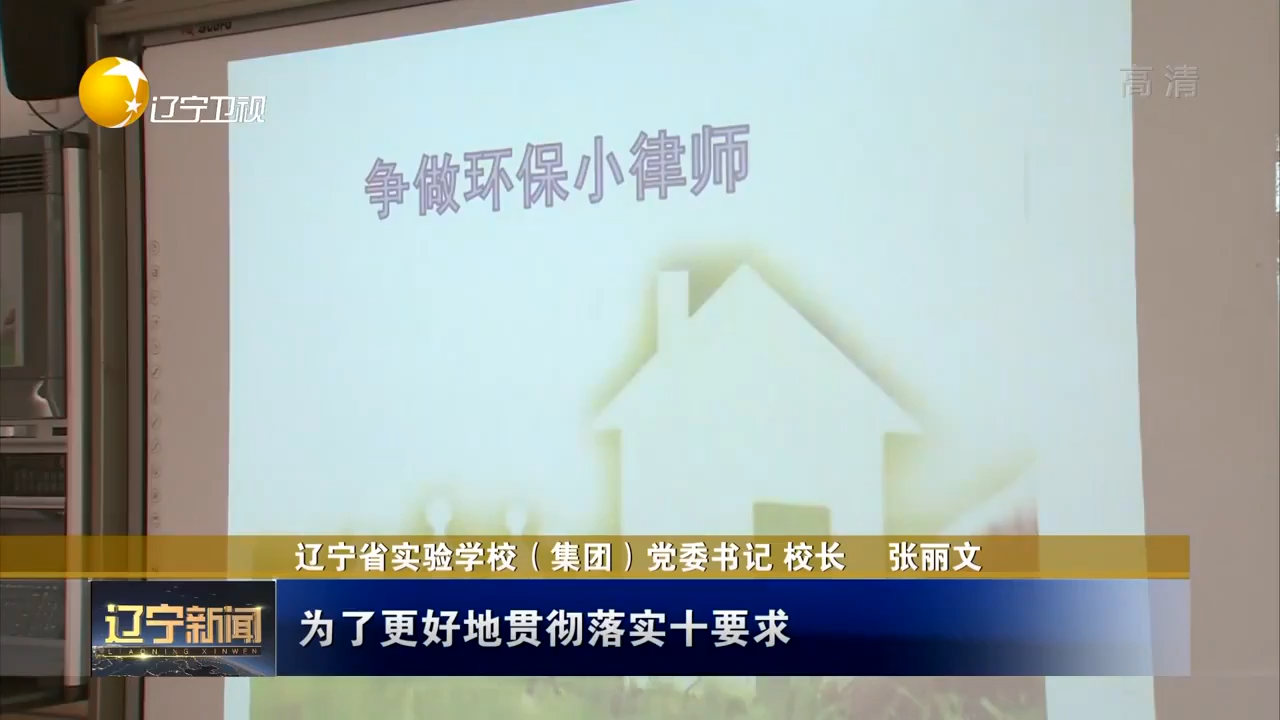 辽宁卫视
高清
争做环保小律师
辽宁省实验学校（集团）党委书记 校长 张丽文
辽宁新闻
LIAONING XINWEN
为了更好地贯彻落实十要求